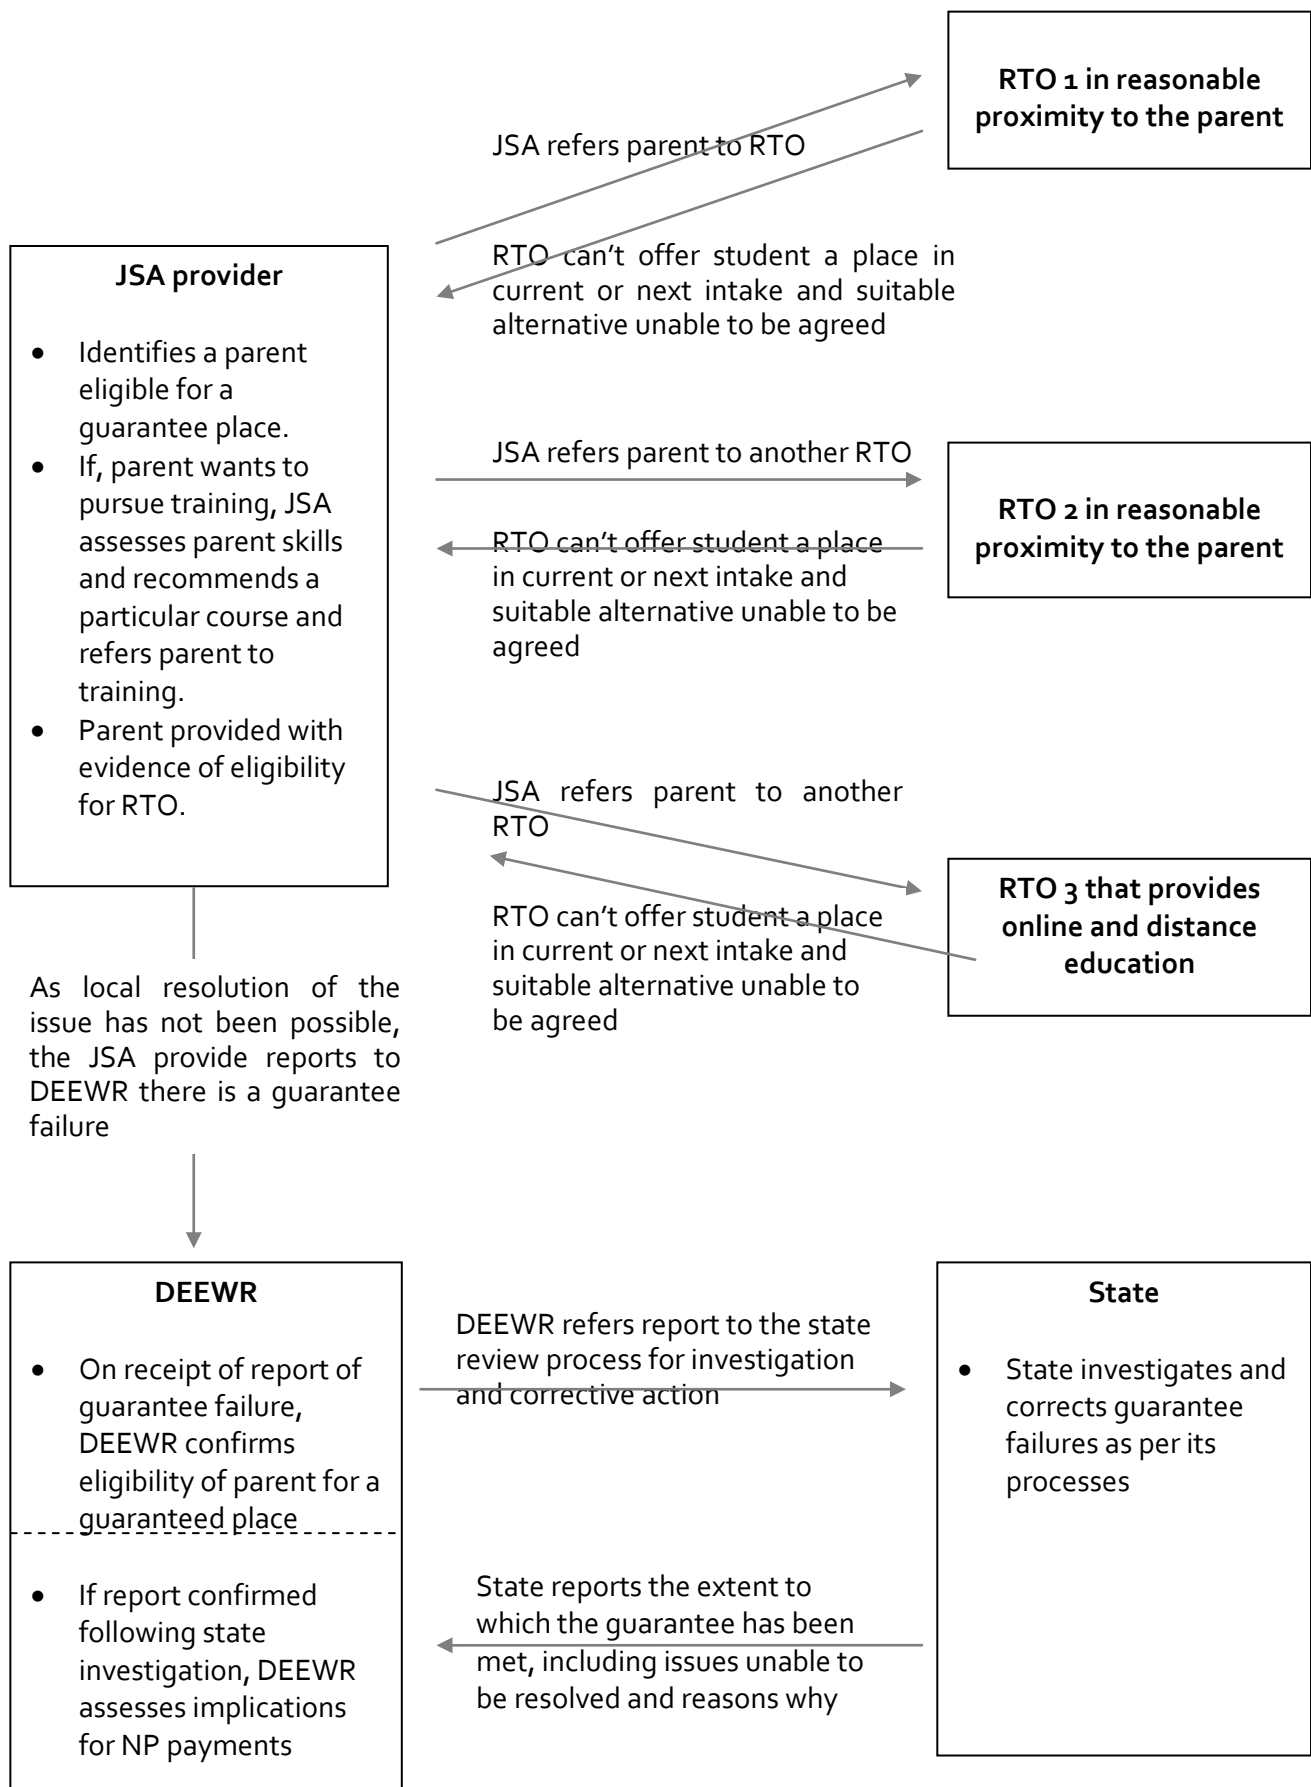 RTO 1 in reasonable
proximity to the parent
JSA refers parent to RTO
RTO can’t offer student a place in
current or next intake and suitable
alternative unable to be agreed
JSA provider
• Identifies a parent
eligible for a
guarantee place.
• If, parent wants to
pursue training, JSA
assesses parent skills
and recommends a
particular course and
refers parent to
training.
• Parent provided with
evidence of eligibility
for RTO.
JSA refers parent to another RTO
RTO can’t offer student a place
in current or next intake and
suitable alternative unable to be
agreed
RTO 2 in reasonable
proximity to the parent
JSA refers parent to another
RTO
RTO can’t offer student a place
in current or next intake and
suitable alternative unable to
be agreed
RTO 3 that provides
online and distance
education
As local resolution of the
issue has not been possible,
the JSA provide reports to
DEEWR there is a guarantee
failure
DEEWR
• On receipt of report of
guarantee failure,
DEEWR confirms
eligibility of parent for a
guaranteed place
• If report confirmed
following state
investigation, DEEWR
assesses implications
for NP payments
DEEWR refers report to the state
review process for investigation
and corrective action
State reports the extent to
which the guarantee has been
met, including issues unable to
be resolved and reasons why
State
• State investigates and
corrects guarantee
failures as per its
processes